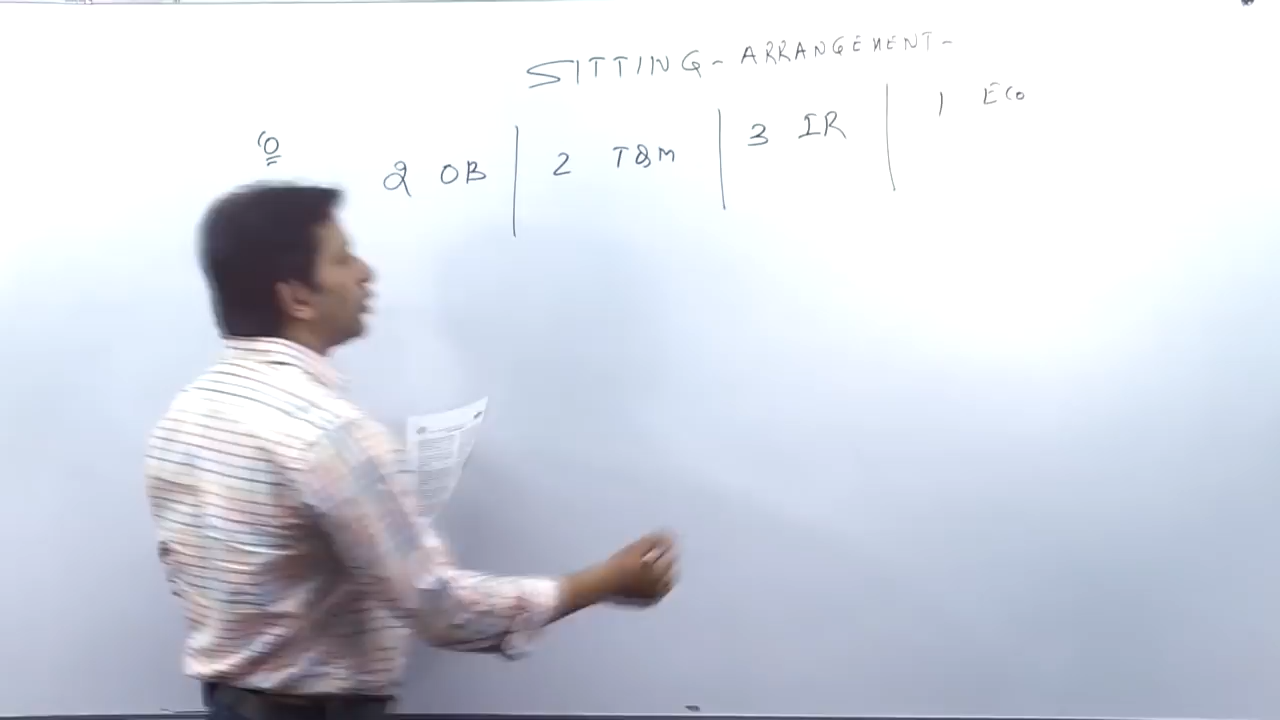 SITTING - ARRANGEMENT -
2 OB | 2 T&M | 3 IR | 1 ECO